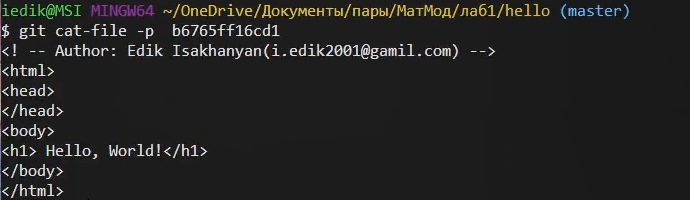 iedik@MSI MINGW64 ~/OneDrive/Документы/пары/МатМод/лаб1/hello (master)
$ git cat-file -p  b6765ff16cd1
<! -- Author: Edik Isakhanyan(i.edik2001@gamil.com) -->
<html>
<head>
</head>
<body>
<h1> Hello, World!</h1>
</body>
</html>